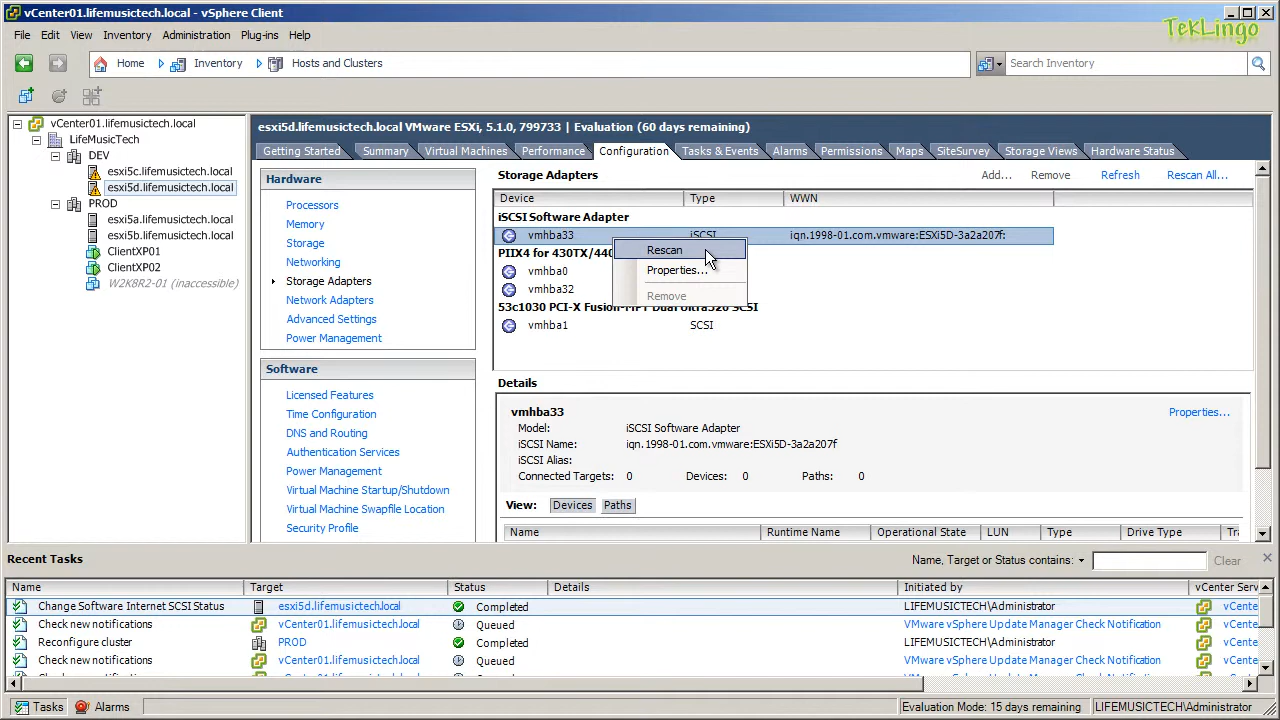 vCenter01.lifemusictech.local - vSphere Client
TekLingo
File Edit View Inventory Administration Plug-ins Help
Home Inventory Hosts and Clusters Search Inventory
vCenter01.lifemusictech.local
LifeMusicTech
DEV
esxi5c.lifemusictech.local
esxi5d.lifemusictech.local
PROD
esxi5a.lifemusictech.local
esxi5b.lifemusictech.local
ClientXP01
ClientXP02
W2K8R2-01 (inaccessible)
esxi5d.lifemusictech.local VMware ESXi, 5.1.0, 799733 | Evaluation (60 days remaining)
Getting Started Summary Virtual Machines Performance Configuration Tasks & Events Alarms Permissions Maps SiteSurvey Storage Views Hardware Status
Hardware
Processors
Memory
Storage
Networking
Storage Adapters
Network Adapters
Advanced Settings
Power Management
Software
Licensed Features
Time Configuration
DNS and Routing
Authentication Services
Power Management
Virtual Machine Startup/Shutdown
Virtual Machine Swapfile Location
Security Profile
Storage Adapters Add... Remove Refresh Rescan All...
Device Type WWN
iSCSI Software Adapter
vmhba33 iSCSI iqn.1998-01.com.vmware:ESXi5D-3a2a207f:
PIIX4 for 430TX/440
vmhba0
vmhba32
53c1030 PCI-X Fusion-MPT Dual Ultra320 SCSI
vmhba1 SCSI
Rescan
Properties...
Remove
Details
vmhba33 Properties...
Model: iSCSI Software Adapter
iSCSI Name: iqn.1998-01.com.vmware:ESXi5D-3a2a207f
iSCSI Alias:
Connected Targets: 0 Devices: 0 Paths: 0
View: Devices Paths
Name Runtime Name Operational State LUN Type Drive Type Tr
Recent Tasks Name, Target or Status contains: Clear
Name Target Status Details Initiated by vCenter Serv
Change Software Internet SCSI Status esxi5d.lifemusictech.local Completed LIFEMUSICTECH\Administrator vCente
Check new notifications vCenter01.lifemusictech.local Queued VMware vSphere Update Manager Check Notification vCente
Reconfigure cluster PROD Completed LIFEMUSICTECH\Administrator vCente
Check new notifications vCenter01.lifemusictech.local Queued VMware vSphere Update Manager Check Notification vCente
Tasks Alarms Evaluation Mode: 15 days remaining LIFEMUSICTECH\Administrator